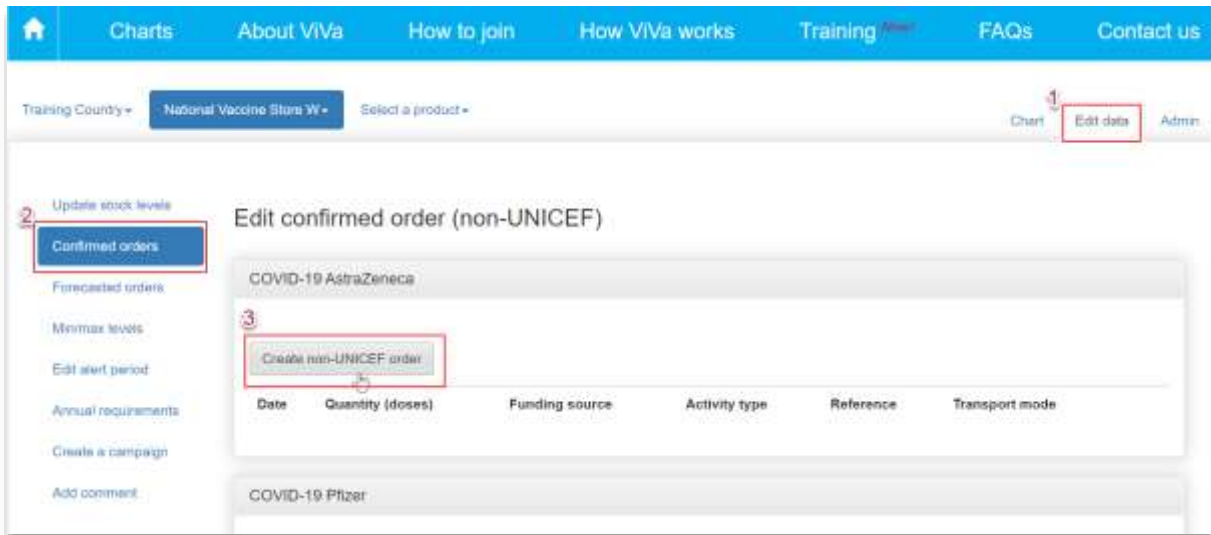 Charts About ViVa How to join How ViVa works Training New! FAQs Contact us
Training Country National Vaccine Store W Select a product
1
Chart Edit data Admin
Update stock levels
2
Confirmed orders
Forecasted orders
Minimax levels
Edit alert period
Annual requirements
Create a campaign
Add comment
Edit confirmed order (non-UNICEF)
COVID-19 AstraZeneca
3
Create non-UNICEF order
Date Quantity (doses) Funding source Activity type Reference Transport mode
COVID-19 Pfizer